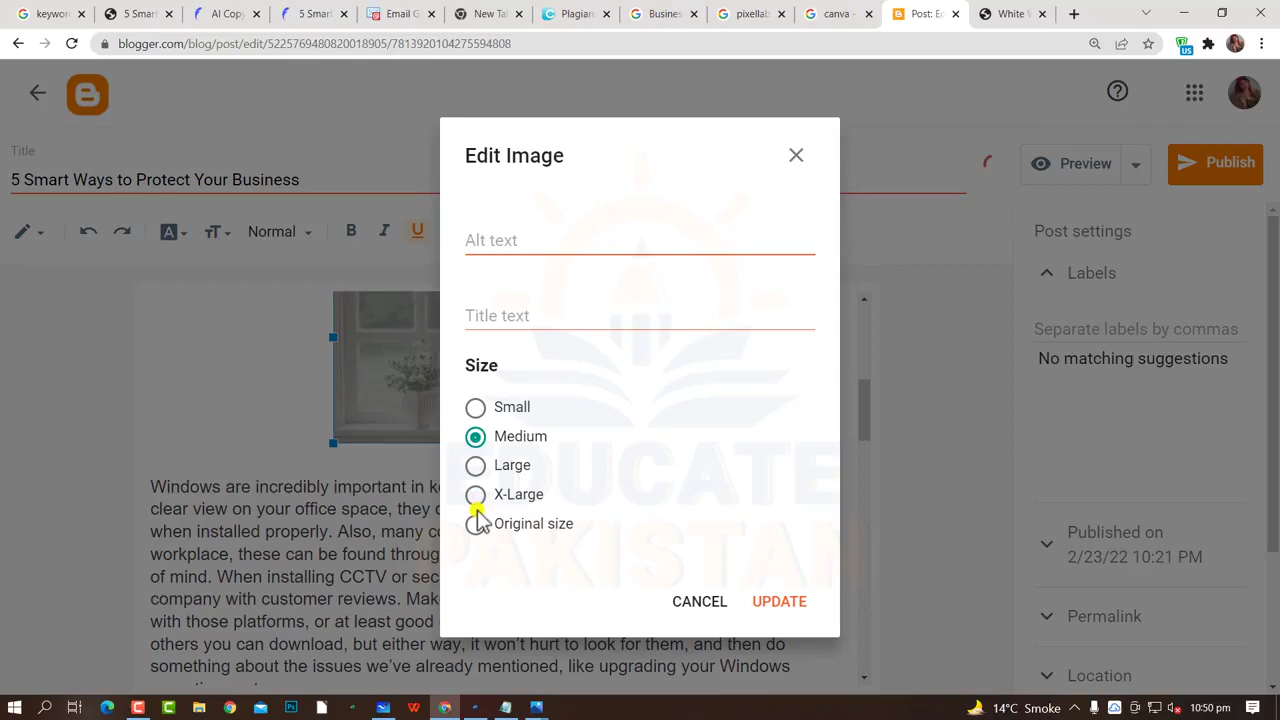 keywor
5 Smar
AI Copy
5 Smart
Email G
New Tal
Plagiaris
Busines
pixellab
canva -
Post: Ed
White W
blogger.com/blog/post/edit/5225769480820018905/7813920104275594808
US
Title
5 Smart Ways to Protect Your Business
Preview
Publish
Normal
B I U
Edit Image
Alt text
Title text
Size
Small
Medium
Large
X-Large
Original size
CANCEL
UPDATE
EDUCATE
PAKISTAN
Post settings
Labels
Separate labels by commas
No matching suggestions
Published on
2/23/22 10:21 PM
Permalink
Location
Windows are incredibly important in k
clear view on your office space, they c
when installed properly. Also, many c
workplace, these can be found throug
of mind. When installing CCTV or sec
company with customer reviews. Mak
with those platforms, or at least good
others you can download, but either way, it won't hurt to look for them, and then do
something about the issues we've already mentioned, like upgrading your Windows
14°C Smoke
10:50 pm